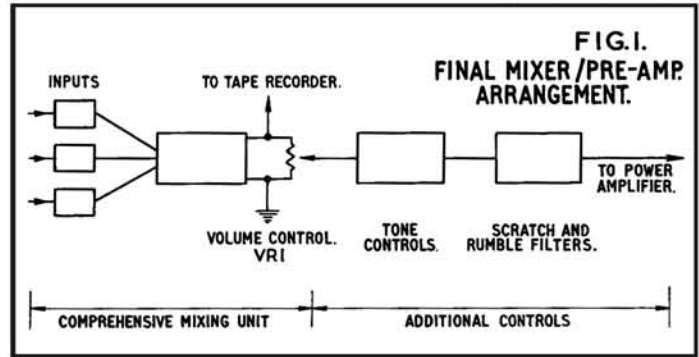 FIG.1.
FINAL MIXER/PRE-AMP.
ARRANGEMENT.
INPUTS
TO TAPE RECORDER.
TO POWER
AMPLIFIER.
VOLUME CONTROL.
VR1
TONE
CONTROLS.
SCRATCH AND
RUMBLE FILTERS.
COMPREHENSIVE MIXING UNIT
ADDITIONAL CONTROLS